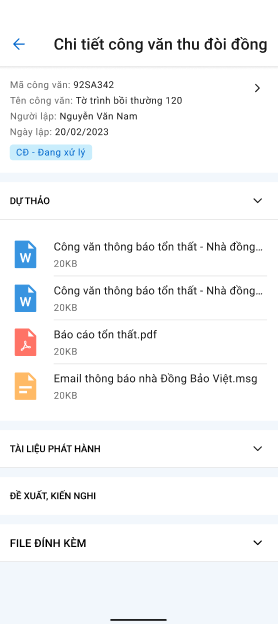 Chi tiết công văn thu đòi đồng
Mã công văn: 92SA342
Tên công văn: Tờ trình bồi thường 120
Người lập: Nguyễn Văn Nam
Ngày lập: 20/02/2023
CĐ - Đang xử lý
DỰ THẢO
W
Công văn thông báo tổn thất - Nhà đồng...
20KB
W
Công văn thông báo tổn thất - Nhà đồng...
20KB
Báo cáo tổn thất.pdf
20KB
Email thông báo nhà Đồng Bảo Việt.msg
20KB
TÀI LIỆU PHÁT HÀNH
ĐỀ XUẤT, KIẾN NGHI
FILE ĐÍNH KÈM